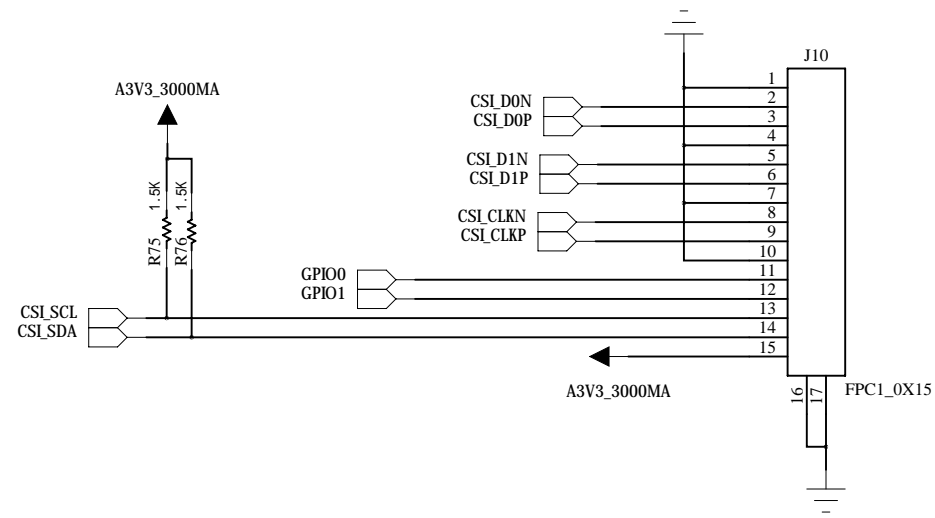 J10
A3V3_3000MA
1
CSI_D0N
2
CSI_D0P
3
4
CSI_D1N
5
CSI_D1P
6
7
CSI_CLKN
8
CSI_CLKP
9
10
1.5K
1.5K
R75
R76
GPIO0
11
GPIO1
12
CSI_SCL
13
CSI_SDA
14
15
A3V3_3000MA
16
17
FPC1_0X15